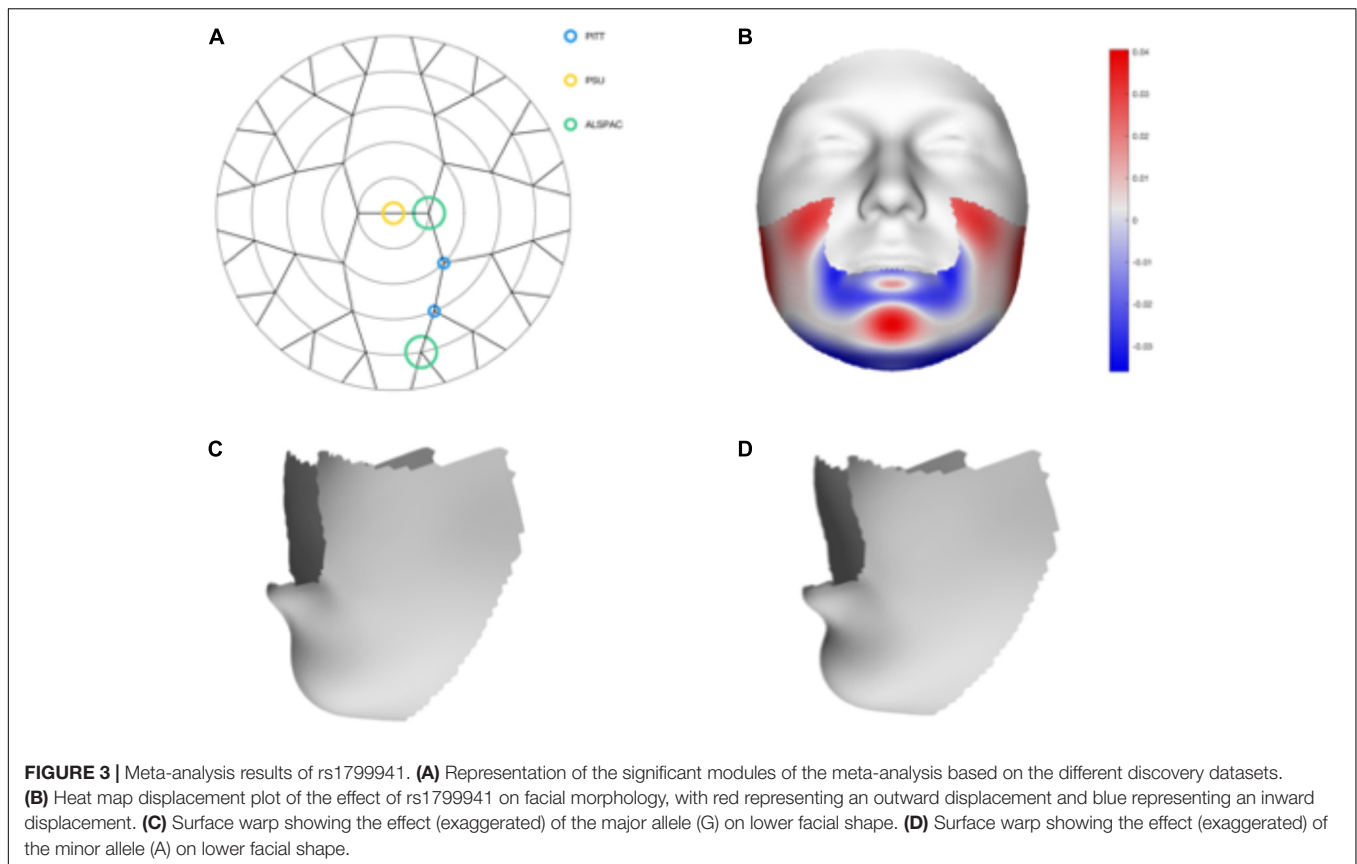 A
PITT
PSU
ALSPAC
B
0.04
0.03
0.02
0.01
0
-0.01
-0.02
-0.03
C
D
FIGURE 3 | Meta-analysis results of rs1799941. (A) Representation of the significant modules of the meta-analysis based on the different discovery datasets.
(B) Heat map displacement plot of the effect of rs1799941 on facial morphology, with red representing an outward displacement and blue representing an inward
displacement. (C) Surface warp showing the effect (exaggerated) of the major allele (G) on lower facial shape. (D) Surface warp showing the effect (exaggerated) of
the minor allele (A) on lower facial shape.